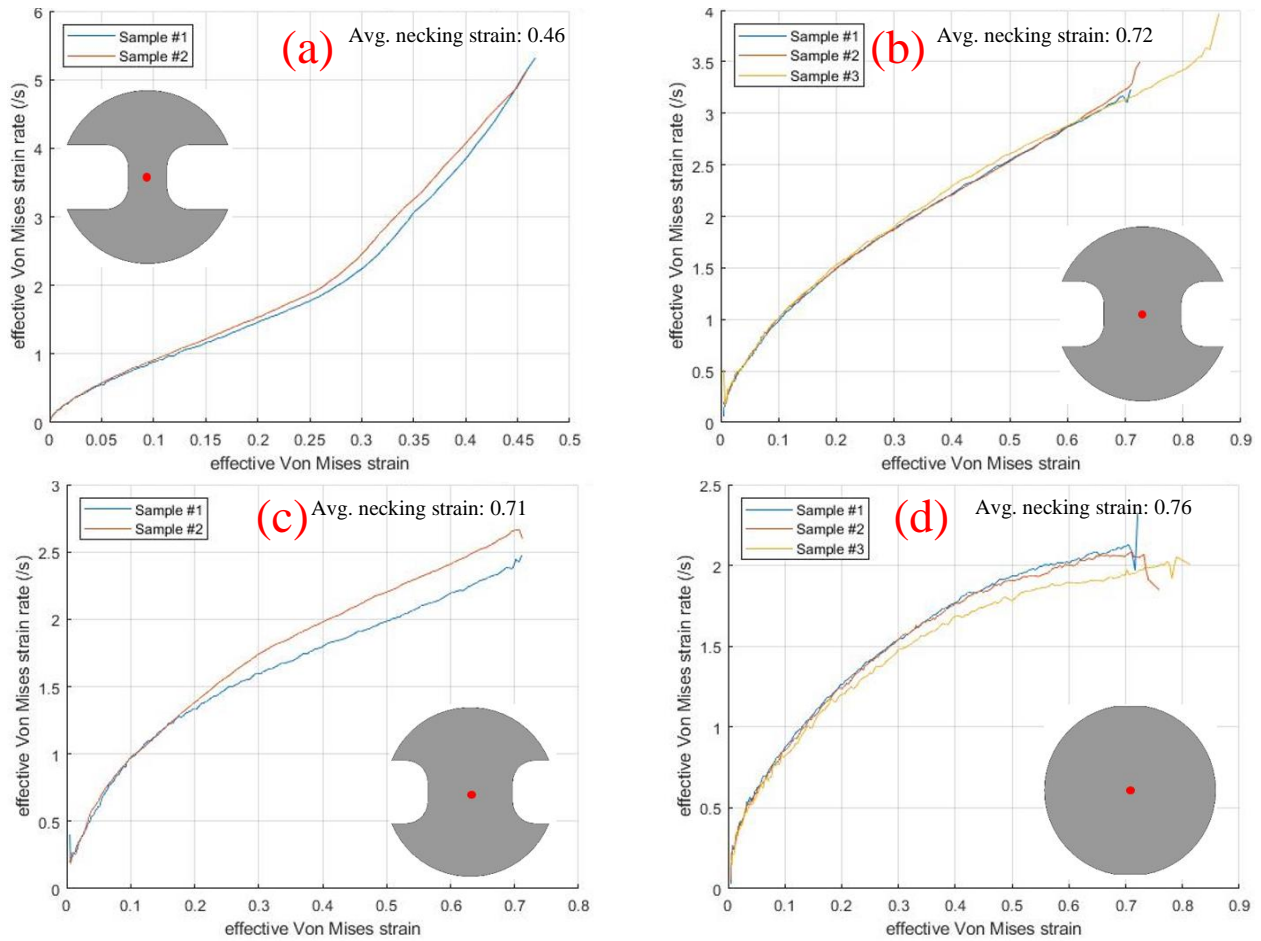 (a) Avg. necking strain: 0.46
Sample #1
Sample #2
effective Von Mises strain rate (/s)
6
5
4
3
2
1
0
0 0.05 0.1 0.15 0.2 0.25 0.3 0.35 0.4 0.45 0.5
effective Von Mises strain
(b) Avg. necking strain: 0.72
Sample #1
Sample #2
Sample #3
effective Von Mises strain rate (/s)
4
3.5
3
2.5
2
1.5
1
0.5
0
0 0.1 0.2 0.3 0.4 0.5 0.6 0.7 0.8 0.9
effective Von Mises strain
(c) Avg. necking strain: 0.71
Sample #1
Sample #2
effective Von Mises strain rate (/s)
3
2.5
2
1.5
1
0.5
0
0 0.1 0.2 0.3 0.4 0.5 0.6 0.7 0.8
effective Von Mises strain
(d) Avg. necking strain: 0.76
Sample #1
Sample #2
Sample #3
effective Von Mises strain rate (/s)
2.5
2
1.5
1
0.5
0
0 0.1 0.2 0.3 0.4 0.5 0.6 0.7 0.8 0.9
effective Von Mises strain